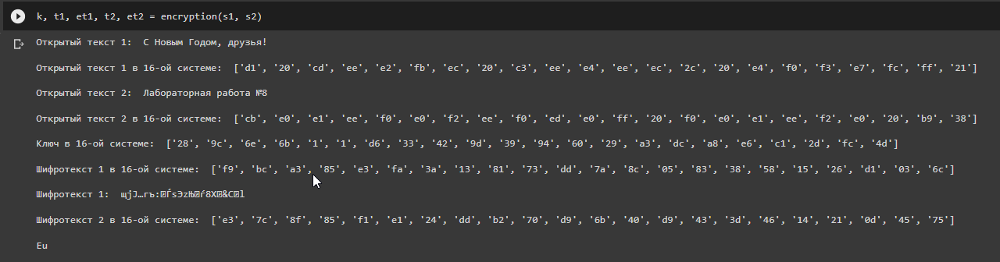 k, t1, et1, t2, et2 = encryption(s1, s2)
Открытый текст 1:  С Новым Годом, друзья!
Открытый текст 1 в 16-ой системе:  ['d1', '20', 'cd', 'ee', 'e2', 'fb', 'ec', '20', 'c3', 'ee', 'e4', 'ee', 'ec', '2c', '20', 'e4', 'f0', 'f3', 'e7', 'fc', 'ff', '21']
Открытый текст 2:  Лабораторная работа №8
Открытый текст 2 в 16-ой системе:  ['cb', 'e0', 'e1', 'ee', 'f0', 'e0', 'f2', 'ee', 'f0', 'ed', 'e0', 'ff', '20', 'f0', 'e0', 'e1', 'ee', 'f2', 'e0', '20', 'b9', '38']
Ключ в 16-ой системе:  ['28', '9c', '6e', '6b', '1', '1', 'd6', '33', '42', '9d', '39', '94', '60', '29', 'a3', 'dc', 'a8', 'e6', 'c1', '2d', 'fc', '4d']
Шифротекст 1 в 16-ой системе:  ['f9', 'bc', 'a3', '85', 'e3', 'fa', '3a', '13', '81', '73', 'dd', '7a', '8c', '05', '83', '38', '58', '15', '26', 'd1', '03', '6c']
Шифротекст 1:
Шифротекст 2 в 16-ой системе:  ['e3', '7c', '8f', '85', 'f1', 'e1', '24', 'dd', 'b2', '70', 'd9', '6b', '40', 'd9', '43', '3d', '46', '14', '21', '0d', '45', '75']
Eu